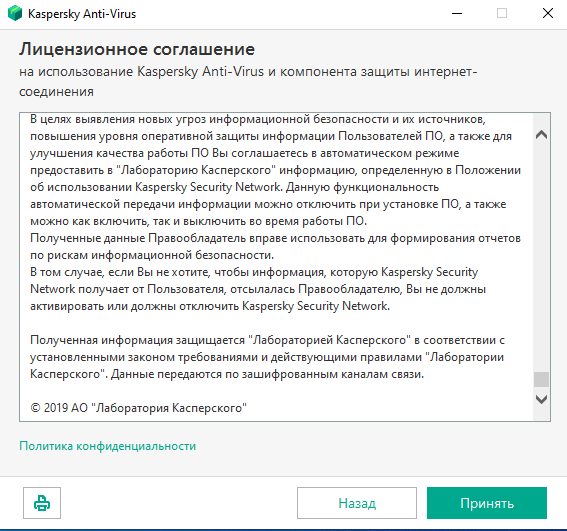 Kaspersky Anti-Virus
Лицензионное соглашение
на использование Kaspersky Anti-Virus и компонента защиты интернет-
соединения
В целях выявления новых угроз информационной безопасности и их источников,
повышения уровня оперативной защиты информации Пользователей ПО, а также для
улучшения качества работы ПО Вы соглашаетесь в автоматическом режиме
предоставить в "Лабораторию Касперского" информацию, определенную в Положении
об использовании Kaspersky Security Network. Данную функциональность
автоматической передачи информации можно отключить при установке ПО, а также
можно как включить, так и выключить во время работы ПО.
Полученные данные Правообладатель вправе использовать для формирования отчетов
по рискам информационной безопасности.
В том случае, если Вы не хотите, чтобы информация, которую Kaspersky Security
Network получает от Пользователя, отсылалась Правообладателю, Вы не должны
активировать или должны отключить Kaspersky Security Network.
Полученная информация защищается "Лабораторией Касперского" в соответствии с
установленными законом требованиями и действующими правилами "Лаборатории
Касперского". Данные передаются по зашифрованным каналам связи.
© 2019 АО "Лаборатория Касперского"
Политика конфиденциальности
Назад
Принять